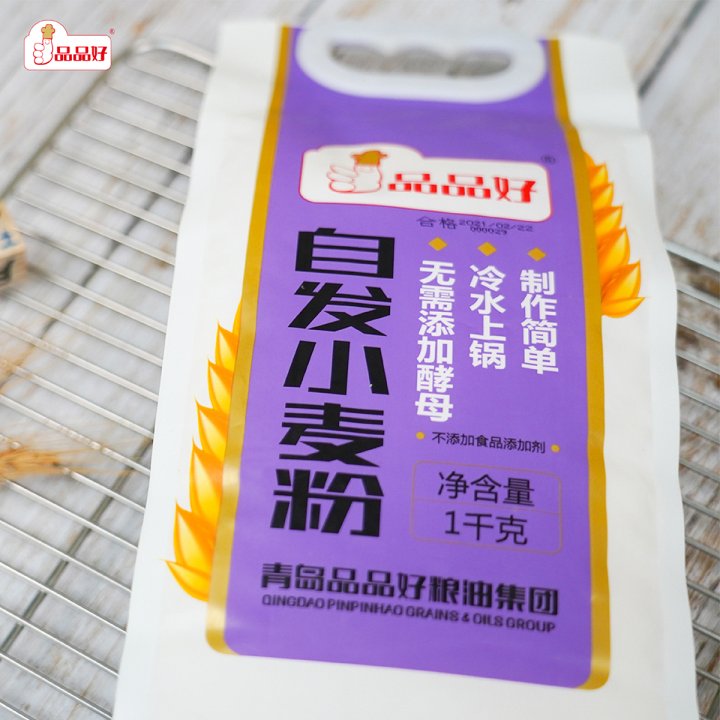 品品好
®
品品好
®
合格 2021/02/22
000029
制作简单
冷水上锅
无需添加酵母
自发小麦粉
不添加食品添加剂
净含量
1千克
青岛品品好粮油集团
QINGDAO PINPINHAO GRAINS & OILS GROUP